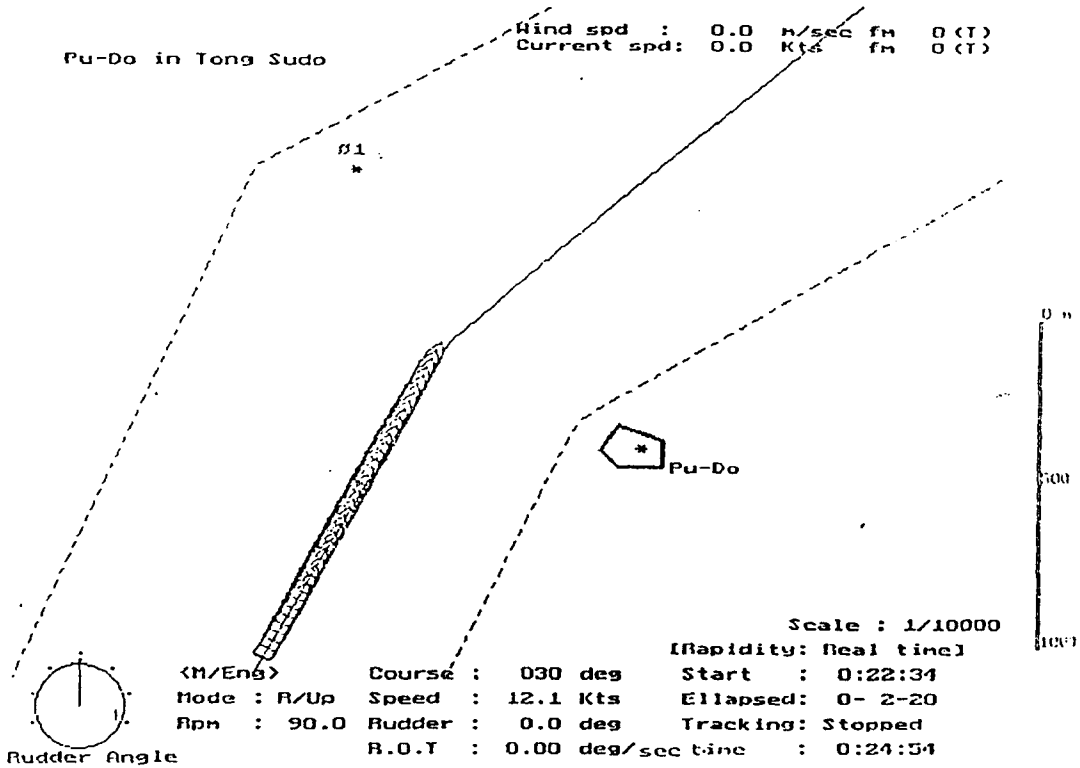 Wind spd : 0.0 m/sec fm 0(T)
Current spd: 0.0 Kts fm 0(T)
Pu-Do in Tong Sudo
01
*
*
Pu-Do
0 m
500
1000
Scale : 1/10000
[Rapidity: Real time]
<M/Eng> Course : 030 deg Start : 0:22:34
Mode : R/Up Speed : 12.1 Kts Ellapsed: 0- 2-20
Rpm : 90.0 Rudder : 0.0 deg Tracking: Stopped
R.O.T : 0.00 deg/sec time : 0:24:54
Rudder Angle